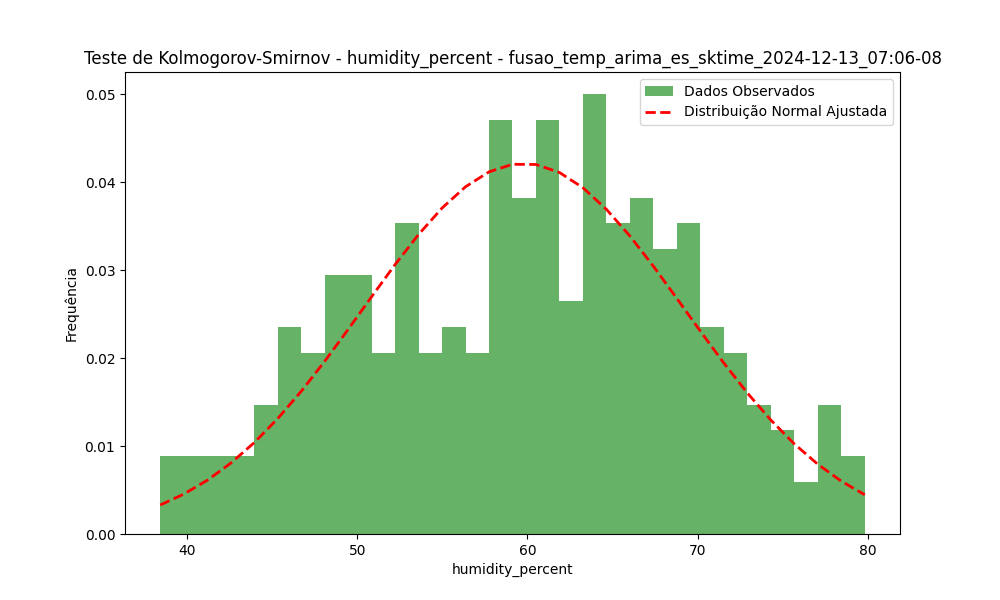 Teste de Kolmogorov-Smirnov - humidity_percent - fusao_temp_arima_es_sktime_2024-12-13_07:06-08
Dados Observados
Distribuição Normal Ajustada
0.05
0.04
0.03
0.02
0.01
0.00
Frequência
40
50
60
70
80
humidity_percent